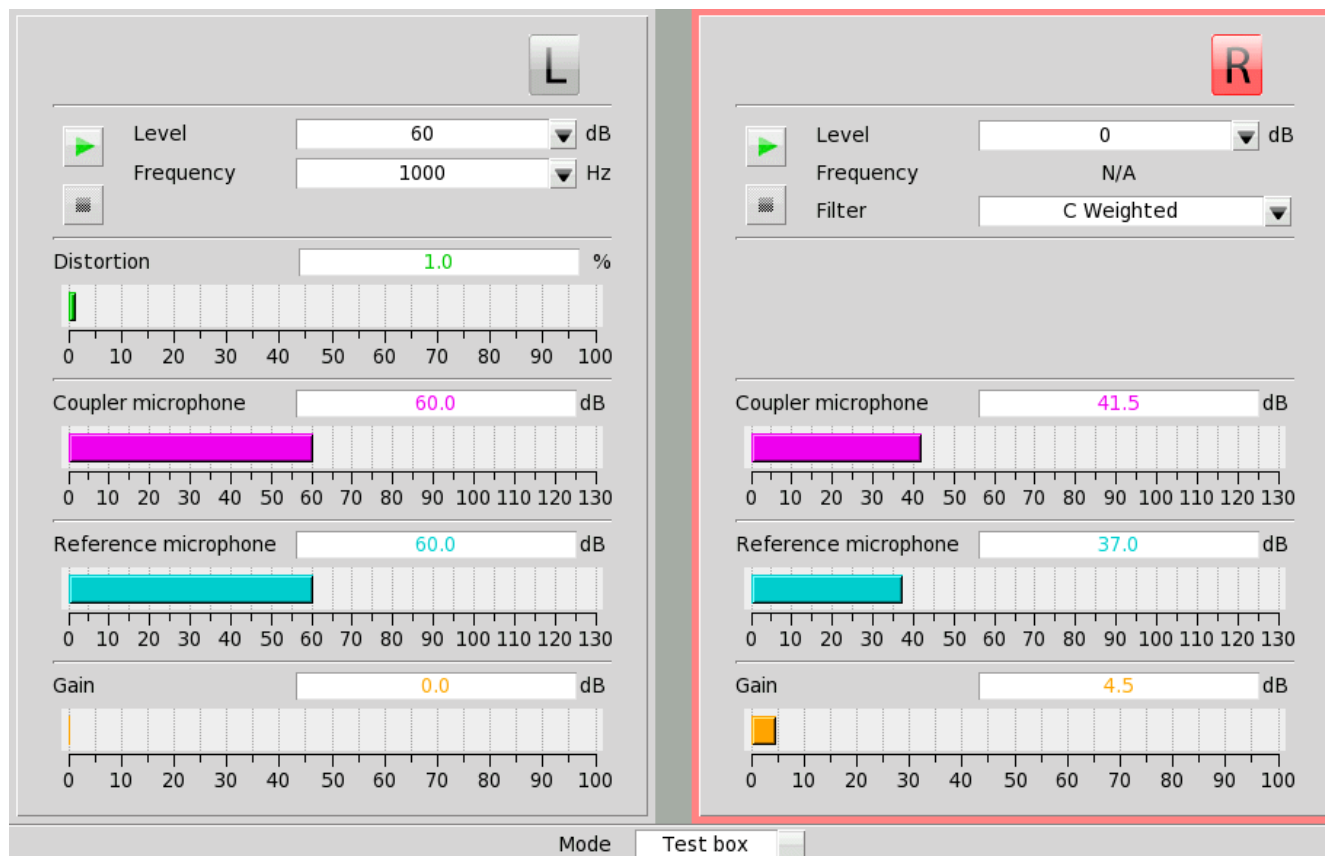 L
Level 60 dB
Frequency 1000 Hz
Distortion 1.0 %
0 10 20 30 40 50 60 70 80 90 100
Coupler microphone 60.0 dB
0 10 20 30 40 50 60 70 80 90 100 110 120 130
Reference microphone 60.0 dB
0 10 20 30 40 50 60 70 80 90 100 110 120 130
Gain 0.0 dB
0 10 20 30 40 50 60 70 80 90 100
R
Level 0 dB
Frequency N/A
Filter C Weighted
Coupler microphone 41.5 dB
0 10 20 30 40 50 60 70 80 90 100 110 120 130
Reference microphone 37.0 dB
0 10 20 30 40 50 60 70 80 90 100 110 120 130
Gain 4.5 dB
0 10 20 30 40 50 60 70 80 90 100
Mode Test box